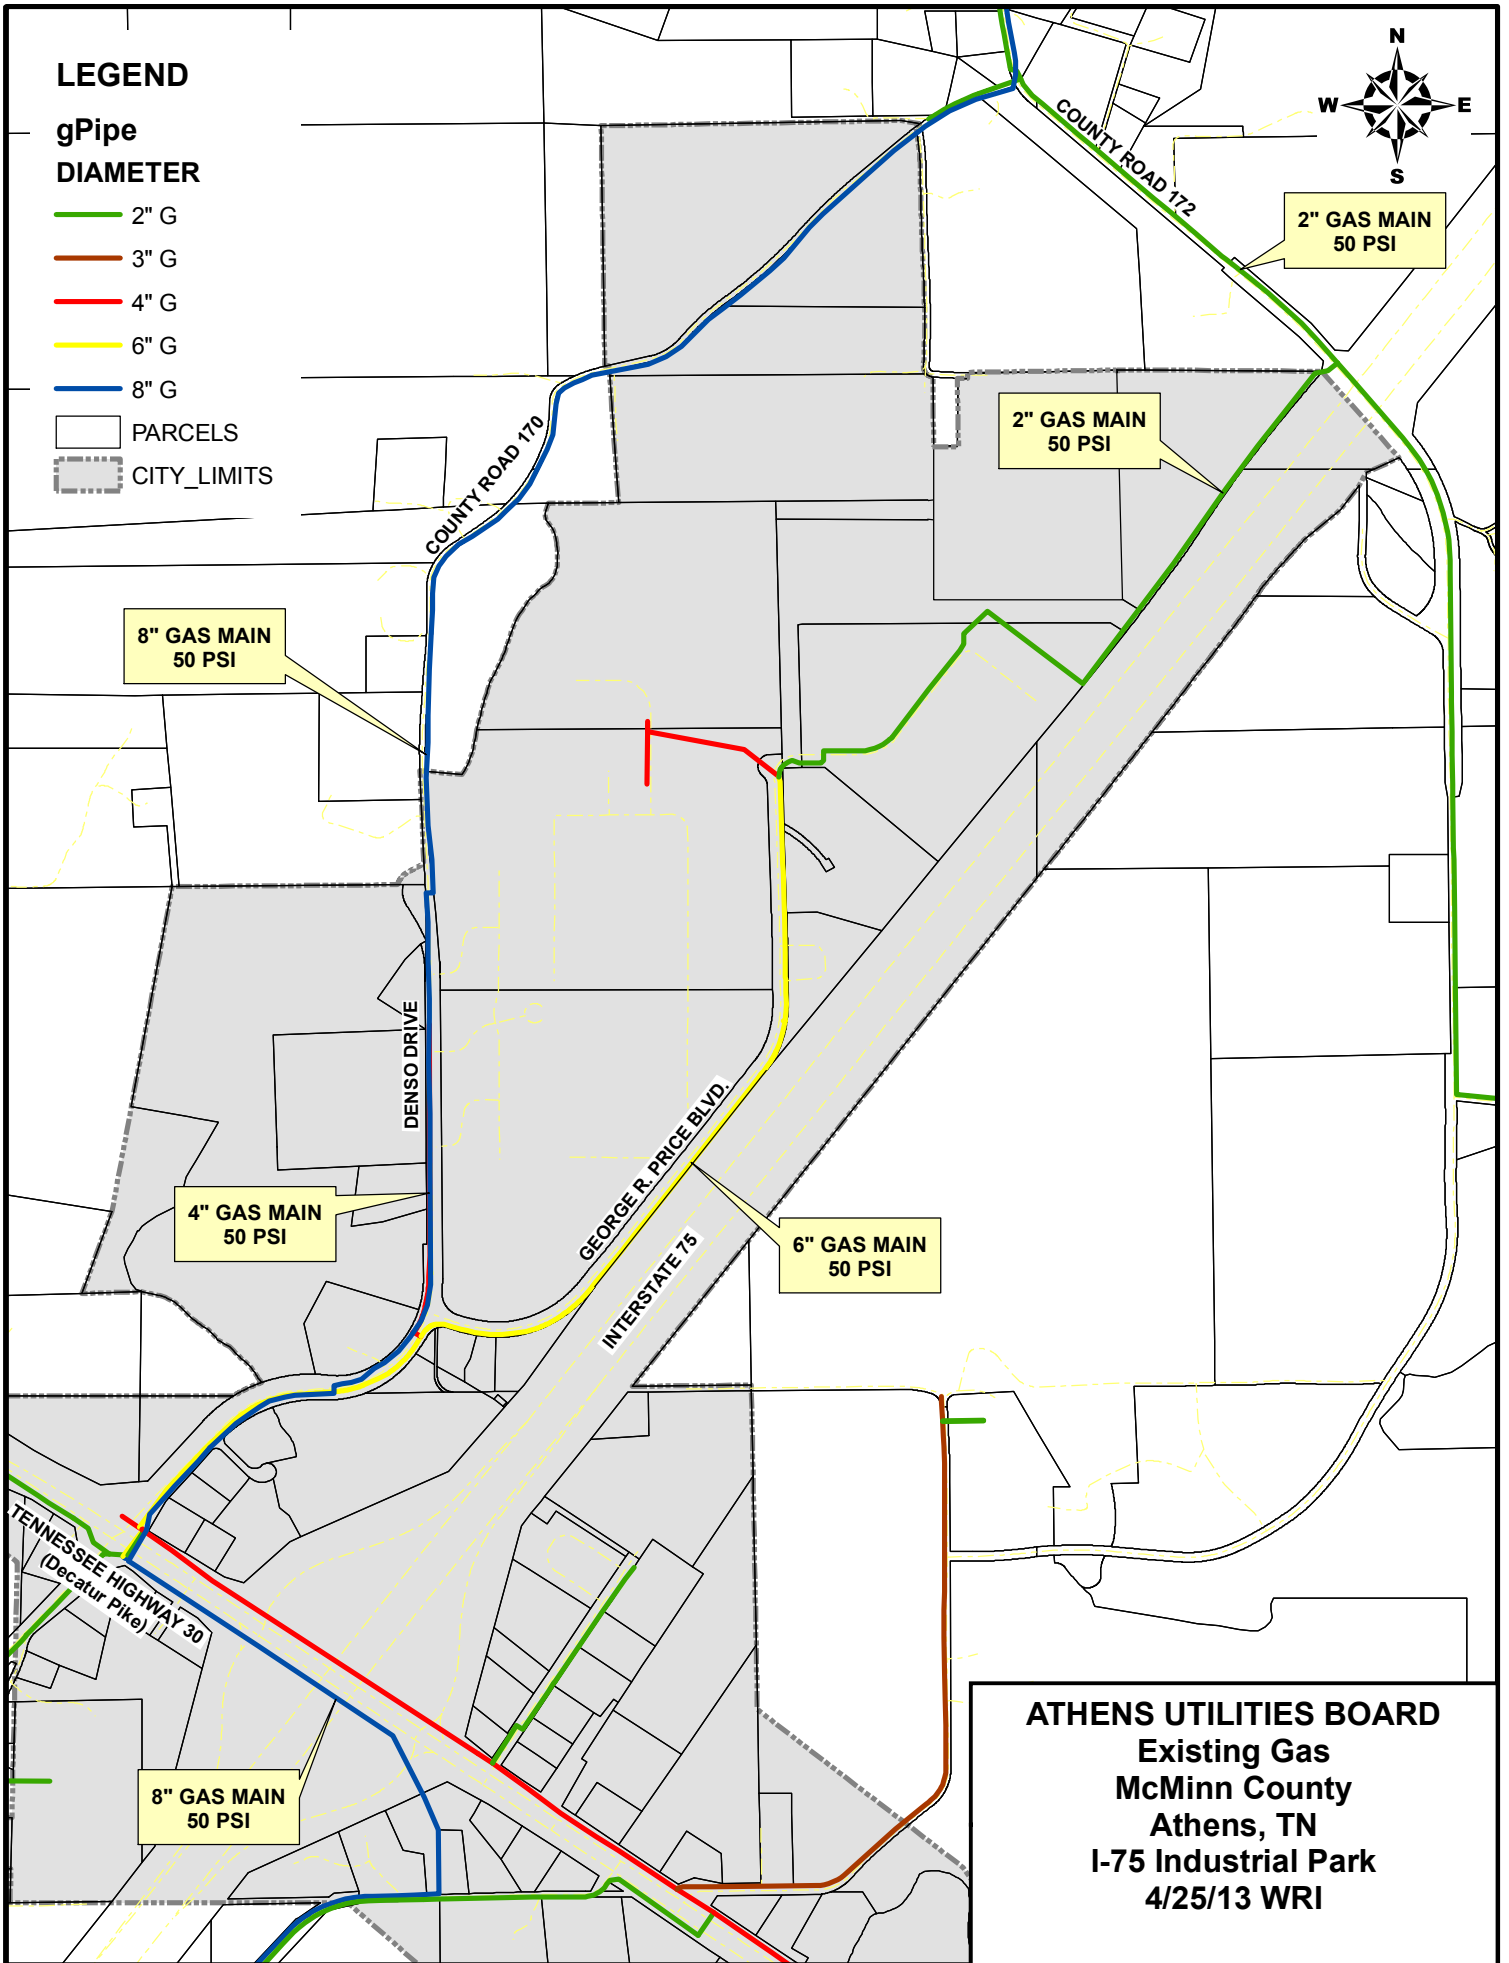 LEGEND
gPipe
DIAMETER
2" G
3" G
4" G
6" G
8" G
PARCELS
CITY_LIMITS
N
W
E
S
COUNTY ROAD 172
2" GAS MAIN
50 PSI
2" GAS MAIN
50 PSI
COUNTY ROAD 170
8" GAS MAIN
50 PSI
DENSO DRIVE
GEORGE R. PRICE BLVD.
4" GAS MAIN
50 PSI
6" GAS MAIN
50 PSI
INTERSTATE 75
TENNESSEE HIGHWAY 30
(Decatur Pike)
8" GAS MAIN
50 PSI
ATHENS UTILITIES BOARD
Existing Gas
McMinn County
Athens, TN
I-75 Industrial Park
4/25/13 WRI